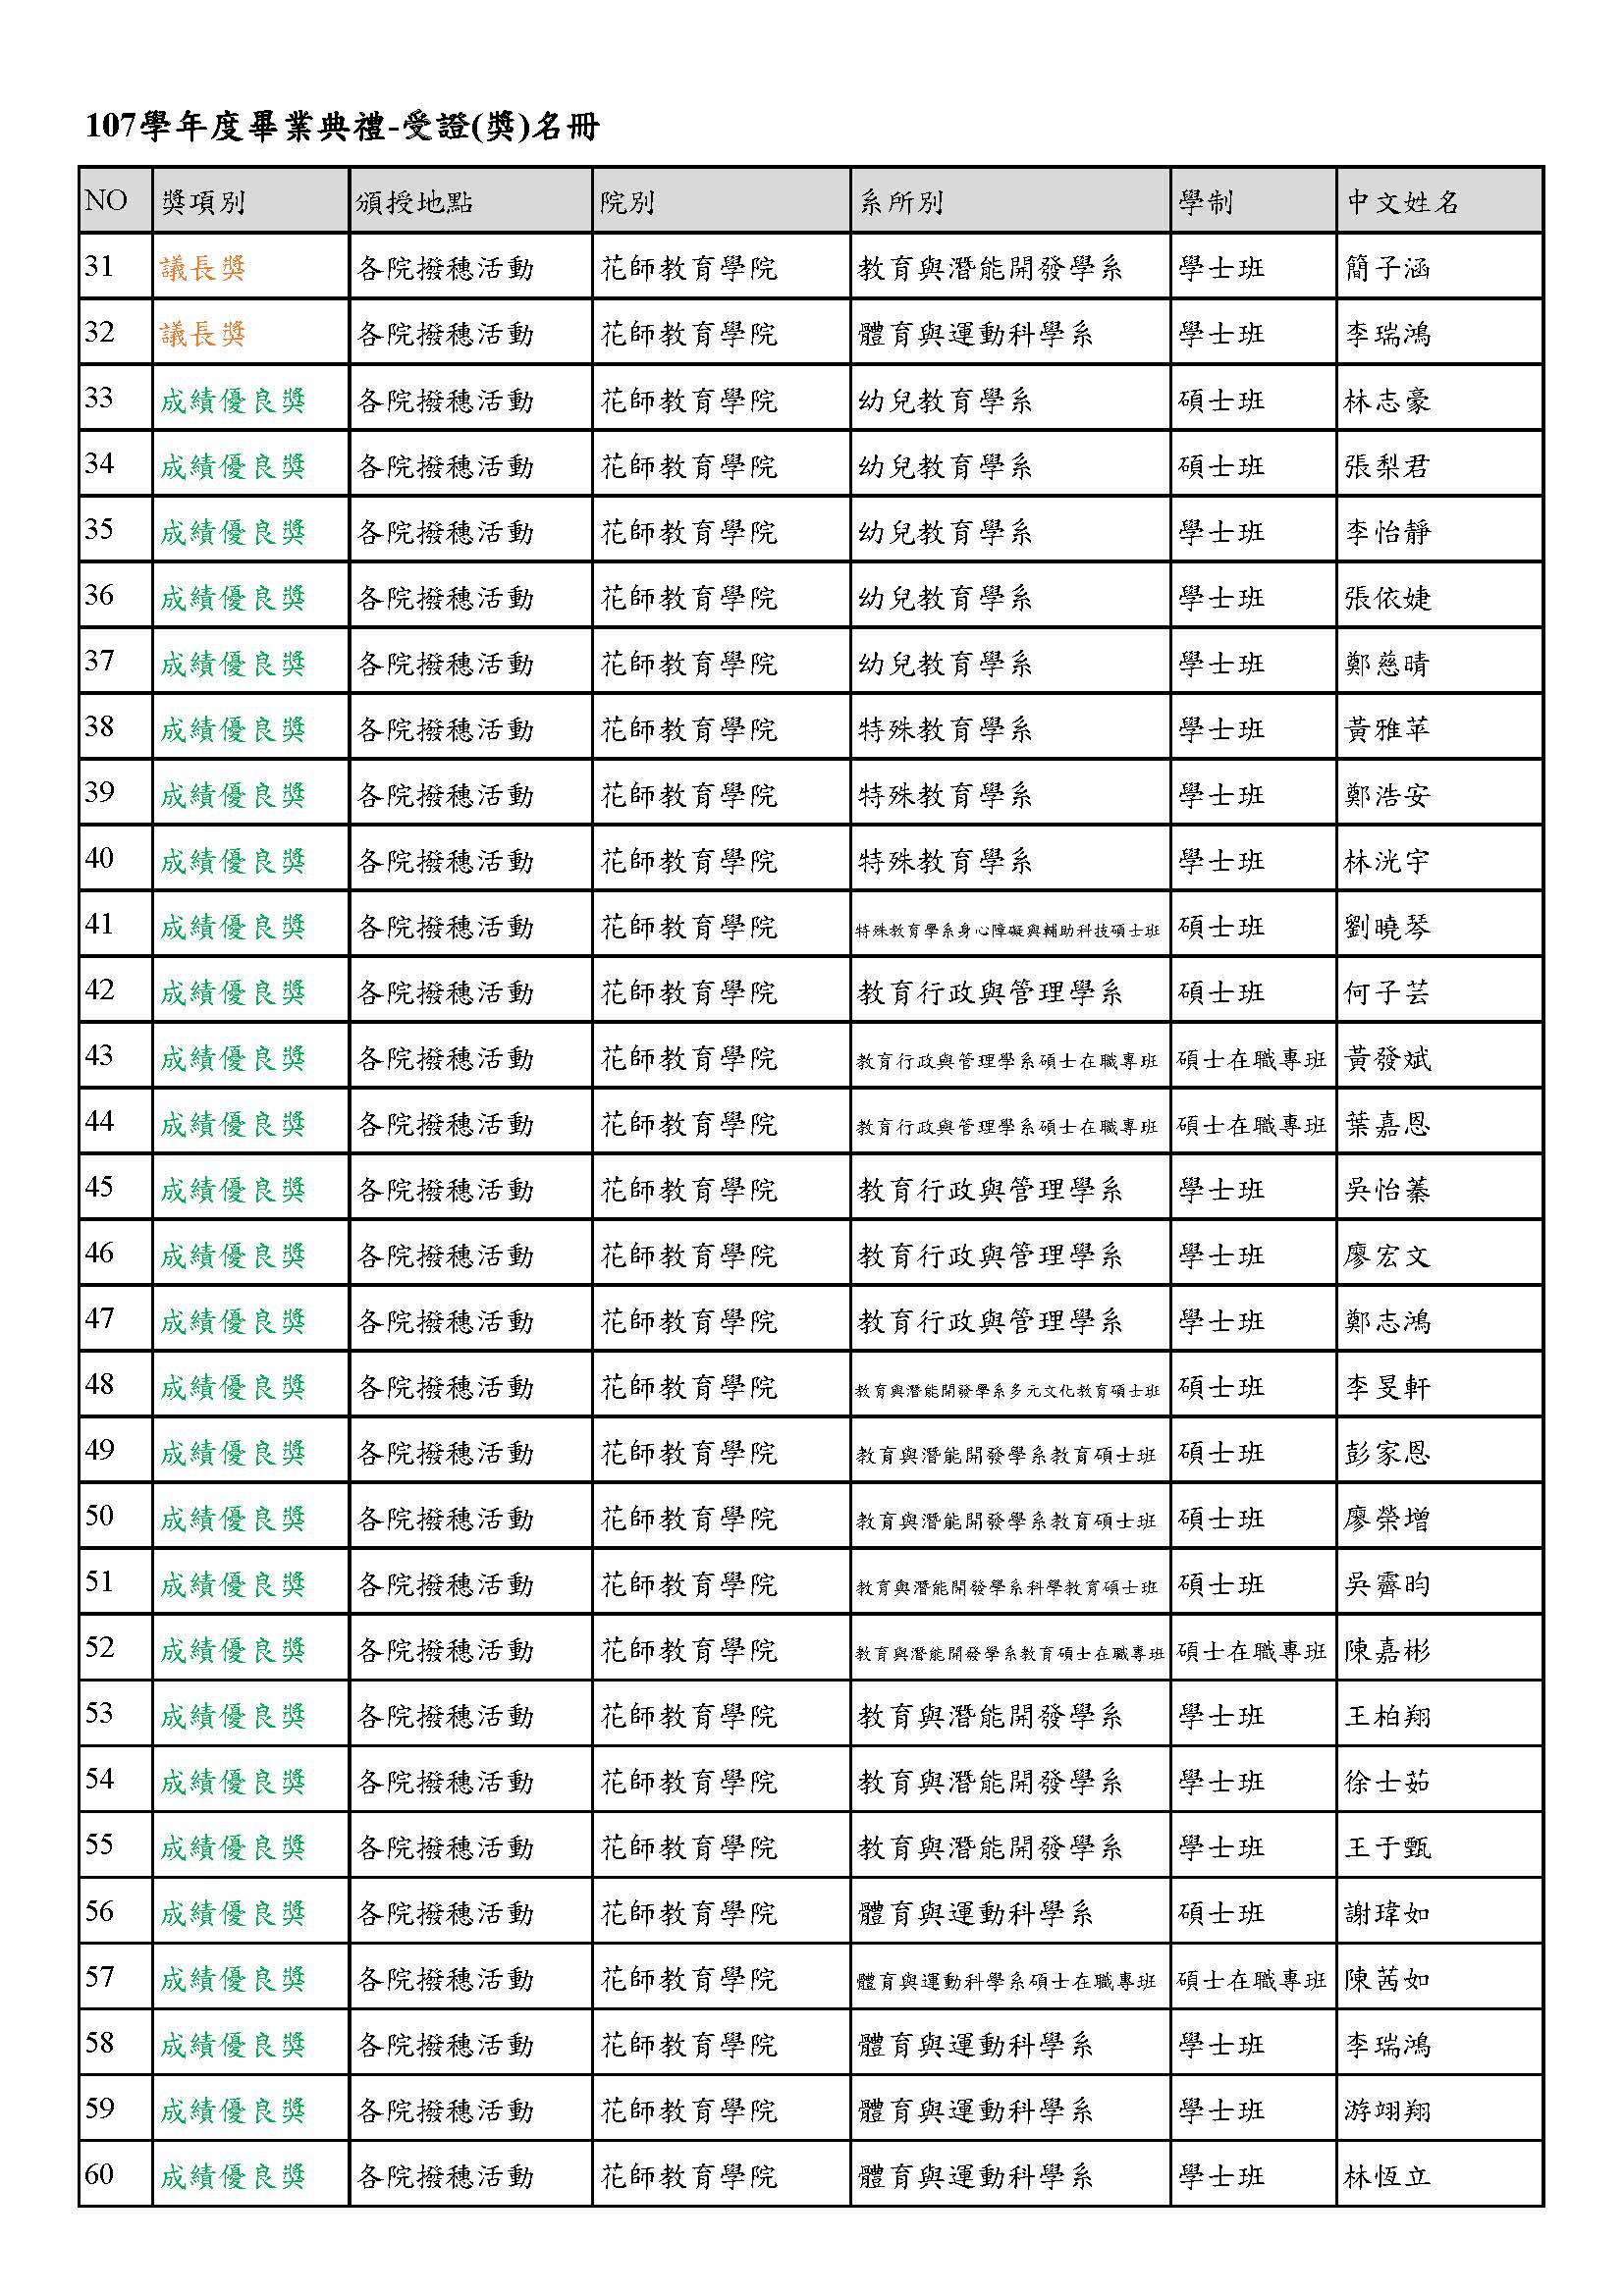 107學年度畢業典禮-受證(獎)名冊
NO 獎項別 頒授地點 院別 系所別 學制 中文姓名
31 議長獎 各院撥穗活動 花師教育學院 教育與潛能開發學系 學士班 簡子涵
32 議長獎 各院撥穗活動 花師教育學院 體育與運動科學系 學士班 李瑞鴻
33 成績優良獎 各院撥穗活動 花師教育學院 幼兒教育學系 碩士班 林志豪
34 成績優良獎 各院撥穗活動 花師教育學院 幼兒教育學系 碩士班 張梨君
35 成績優良獎 各院撥穗活動 花師教育學院 幼兒教育學系 學士班 李怡靜
36 成績優良獎 各院撥穗活動 花師教育學院 幼兒教育學系 學士班 張依婕
37 成績優良獎 各院撥穗活動 花師教育學院 幼兒教育學系 學士班 鄭慈晴
38 成績優良獎 各院撥穗活動 花師教育學院 特殊教育學系 學士班 黃雅苹
39 成績優良獎 各院撥穗活動 花師教育學院 特殊教育學系 學士班 鄭浩安
40 成績優良獎 各院撥穗活動 花師教育學院 特殊教育學系 學士班 林洸宇
41 成績優良獎 各院撥穗活動 花師教育學院 特殊教育學系身心障礙與輔助科技碩士班 碩士班 劉曉琴
42 成績優良獎 各院撥穗活動 花師教育學院 教育行政與管理學系 碩士班 何子芸
43 成績優良獎 各院撥穗活動 花師教育學院 教育行政與管理學系碩士在職專班 碩士在職專班 黃發斌
44 成績優良獎 各院撥穗活動 花師教育學院 教育行政與管理學系碩士在職專班 碩士在職專班 葉嘉恩
45 成績優良獎 各院撥穗活動 花師教育學院 教育行政與管理學系 學士班 吳怡蓁
46 成績優良獎 各院撥穗活動 花師教育學院 教育行政與管理學系 學士班 廖宏文
47 成績優良獎 各院撥穗活動 花師教育學院 教育行政與管理學系 學士班 鄭志鴻
48 成績優良獎 各院撥穗活動 花師教育學院 教育與潛能開發學系多元文化教育碩士班 碩士班 李旻軒
49 成績優良獎 各院撥穗活動 花師教育學院 教育與潛能開發學系教育碩士班 碩士班 彭家恩
50 成績優良獎 各院撥穗活動 花師教育學院 教育與潛能開發學系教育碩士班 碩士班 廖榮增
51 成績優良獎 各院撥穗活動 花師教育學院 教育與潛能開發學系科學教育碩士班 碩士班 吳霽昀
52 成績優良獎 各院撥穗活動 花師教育學院 教育與潛能開發學系教育碩士在職專班 碩士在職專班 陳嘉彬
53 成績優良獎 各院撥穗活動 花師教育學院 教育與潛能開發學系 學士班 王柏翔
54 成績優良獎 各院撥穗活動 花師教育學院 教育與潛能開發學系 學士班 徐士茹
55 成績優良獎 各院撥穗活動 花師教育學院 教育與潛能開發學系 學士班 王于甄
56 成績優良獎 各院撥穗活動 花師教育學院 體育與運動科學系 碩士班 謝瑋如
57 成績優良獎 各院撥穗活動 花師教育學院 體育與運動科學系碩士在職專班 碩士在職專班 陳茜如
58 成績優良獎 各院撥穗活動 花師教育學院 體育與運動科學系 學士班 李瑞鴻
59 成績優良獎 各院撥穗活動 花師教育學院 體育與運動科學系 學士班 游翊翔
60 成績優良獎 各院撥穗活動 花師教育學院 體育與運動科學系 學士班 林恆立